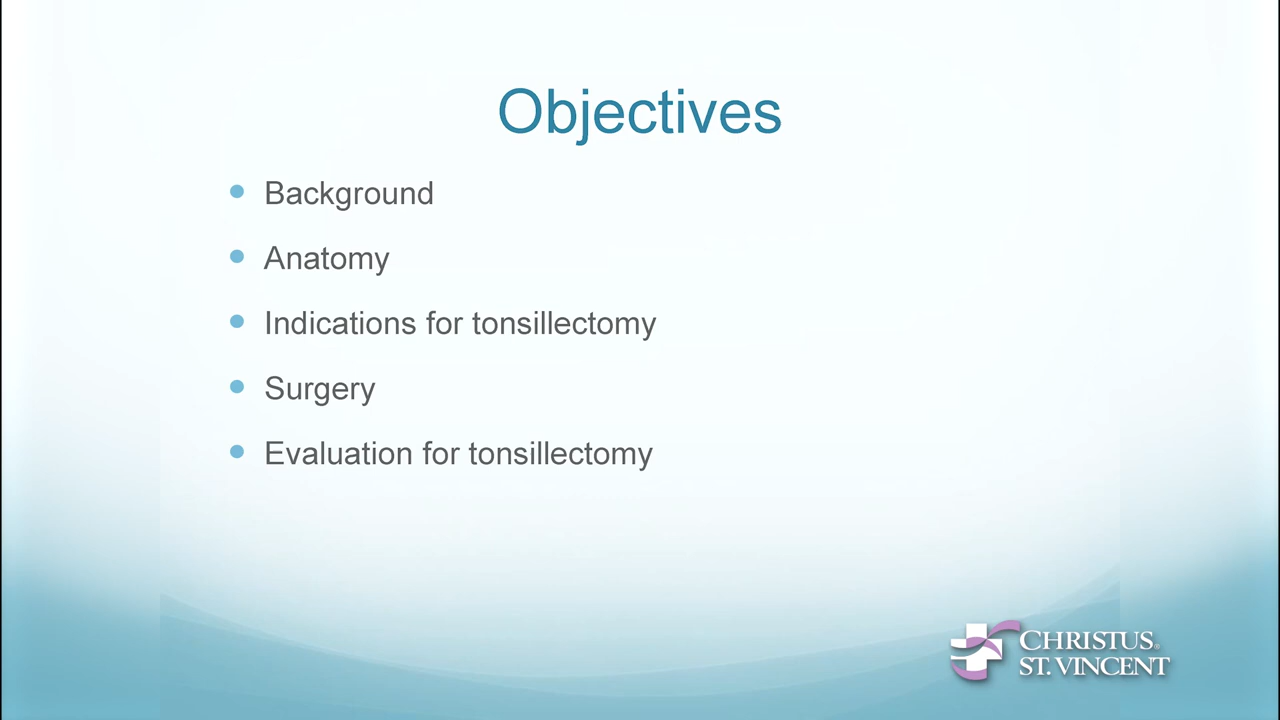 Objectives
Background
Anatomy
Indications for tonsillectomy
Surgery
Evaluation for tonsillectomy
CHRISTUS®
ST. VINCENT